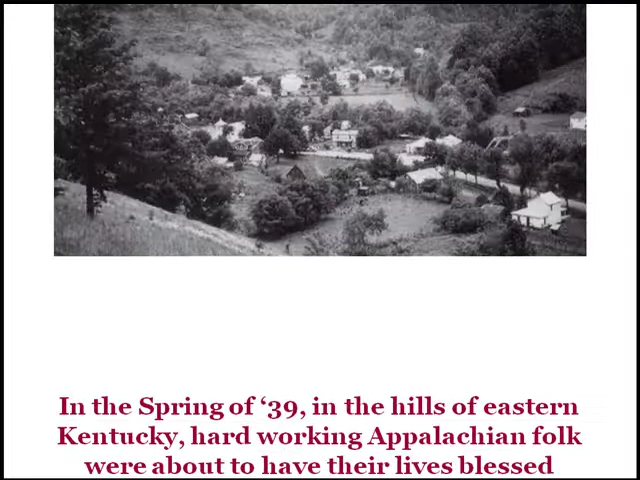 In the Spring of ‘39, in the hills of eastern
Kentucky, hard working Appalachian folk
were about to have their lives blessed